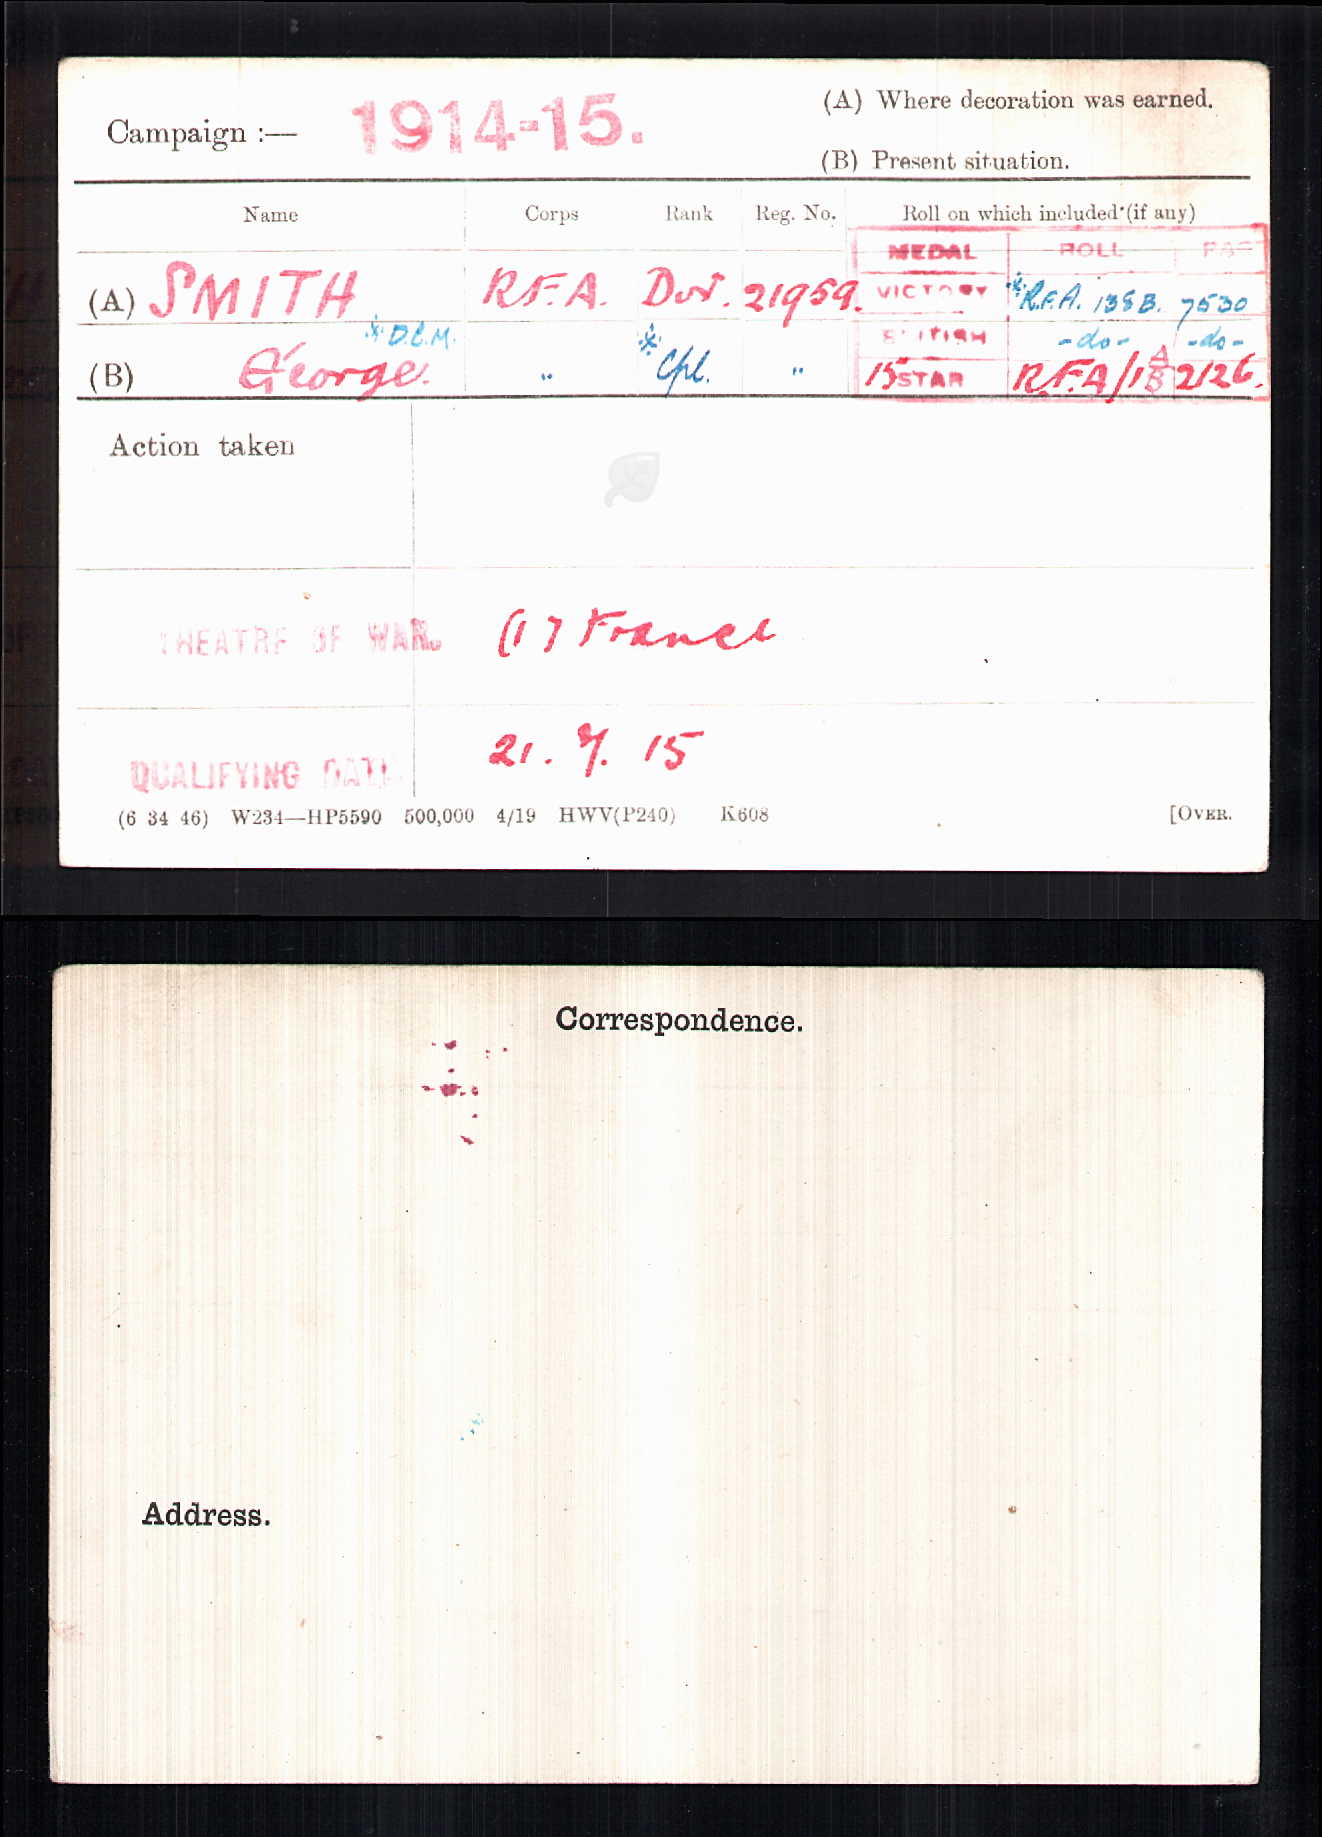 Campaign :— 1914-15.
(A) Where decoration was earned.
(B) Present situation.
Name Corps Rank Reg. No. Roll on which included (if any)
MEDAL ROLL PAGE
(A) SMITH R.F.A. Dvr. 21959. VICTORY *R.F.A. 138B. 7530
*D.C.M. BRITISH -do- -do-
(B) George. " *Cpl. " 15 STAR R.F.A/1 A/B 2126.
Action taken
THEATRE OF WAR. (1) France
QUALIFYING DATE 21. 15
(6 34 46) W234—HP5590 500,000 4/19 HWV(P240) K608 [OVER.
Correspondence.
Address.